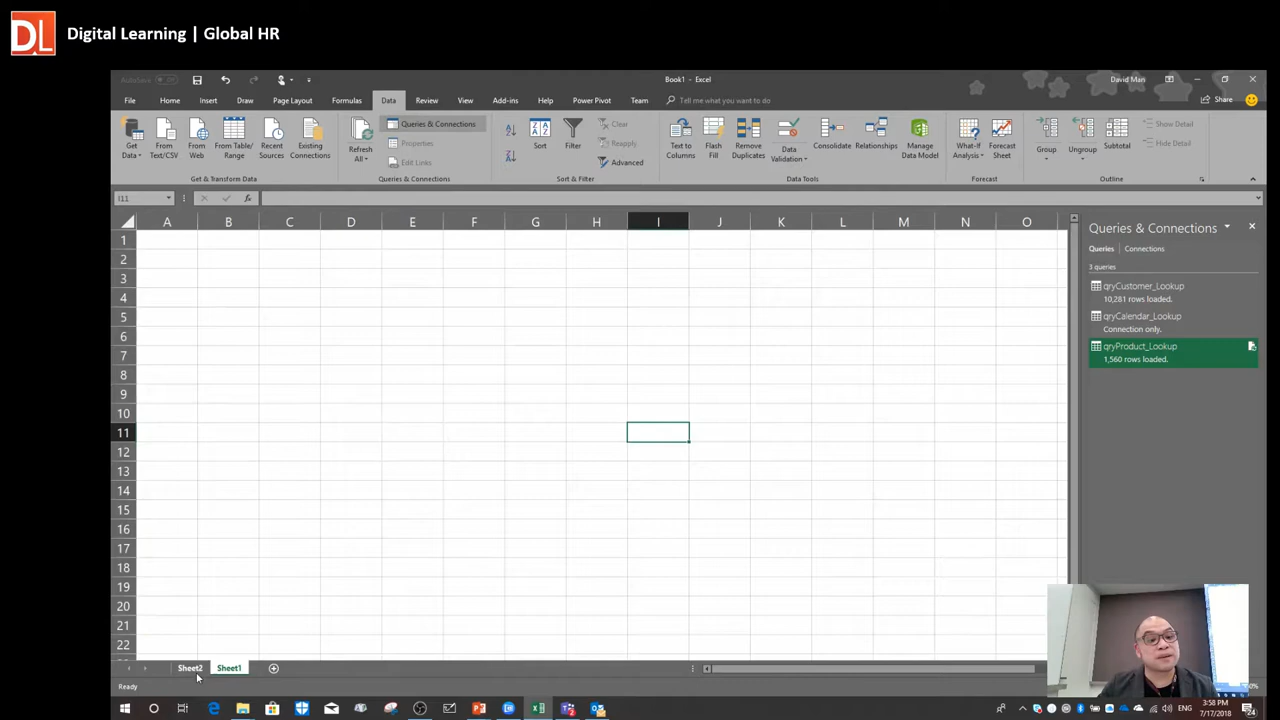 DL
Digital Learning | Global HR
AutoSave Off
Book1 - Excel
David Man
File Home Insert Draw Page Layout Formulas Data Review View Add-ins Help Power Pivot Team Tell me what you want to do Share
Get Data
From Text/CSV
From Web
From Table/Range
Recent Sources
Existing Connections
Get & Transform Data
Refresh All
Queries & Connections
Properties
Edit Links
Queries & Connections
Sort
Filter
Clear
Reapply
Advanced
Sort & Filter
Text to Columns
Flash Fill
Remove Duplicates
Data Validation
Consolidate
Relationships
Manage Data Model
Data Tools
What-If Analysis
Forecast Sheet
Forecast
Group
Ungroup
Subtotal
Show Detail
Hide Detail
Outline
I11
fx
A B C D E F G H I J K L M N O
1
2
3
4
5
6
7
8
9
10
11
12
13
14
15
16
17
18
19
20
21
22
Queries & Connections
Queries Connections
3 queries
qryCustomer_Lookup
10,281 rows loaded.
qryCalendar_Lookup
Connection only.
qryProduct_Lookup
1,560 rows loaded.
Sheet2 Sheet1
Ready
ENG
3:58 PM
7/17/2018
24